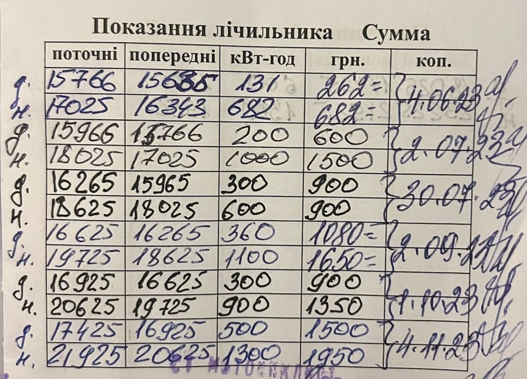 Показання лічильника Сумма
поточні попередні кВт-год грн. коп.
д. 15766 15635 131 262= 4.06.23
н. 17025 16343 682 682=
д. 15966 15766 200 600 2.07.23
н. 18025 17025 1000 1500
д. 16265 15965 300 900 30.07.23
н. 18625 18025 600 900
д. 16625 16265 360 1080= 2.09.23
н. 19725 18625 1100 1650=
д. 16925 16625 300 900 1.10.23
н. 20625 19725 900 1350
д. 17425 16925 500 1500 4.11.23
н. 21925 20625 1300 1950